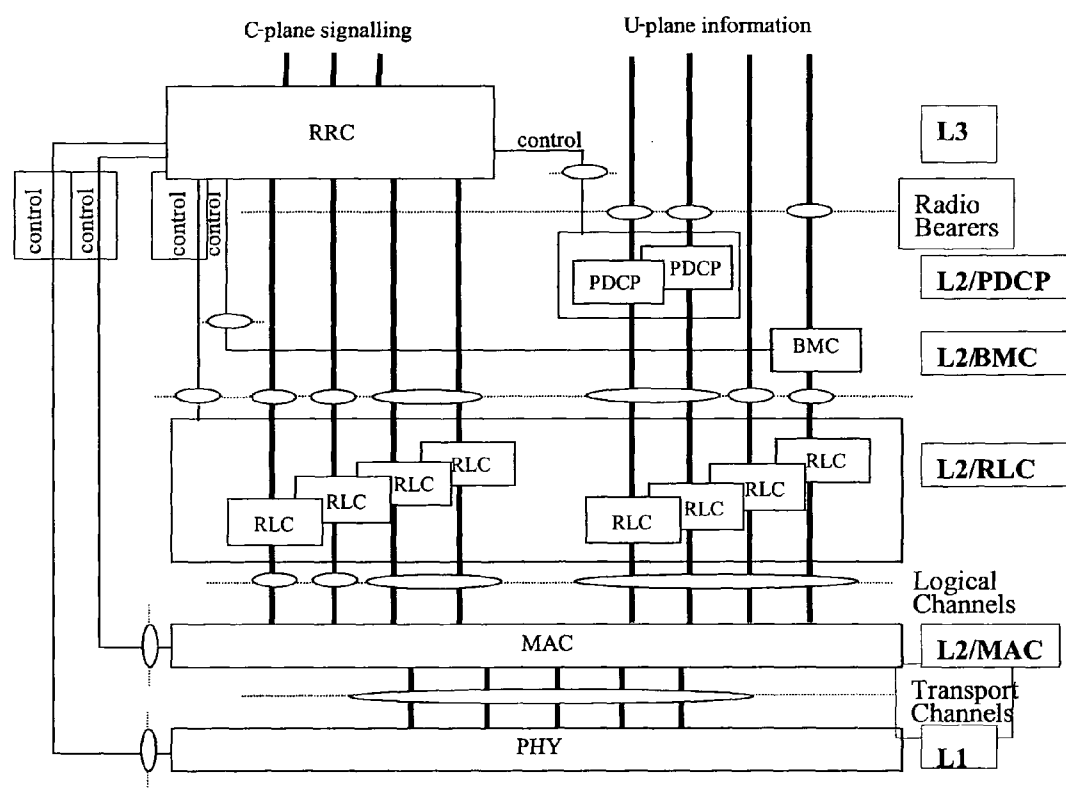 C-plane signalling
U-plane information
RRC
control
L3
control
control
control
control
Radio
Bearers
PDCP
PDCP
L2/PDCP
BMC
L2/BMC
RLC
RLC
RLC
RLC
RLC
RLC
RLC
RLC
L2/RLC
Logical
Channels
MAC
L2/MAC
Transport
Channels
PHY
L1